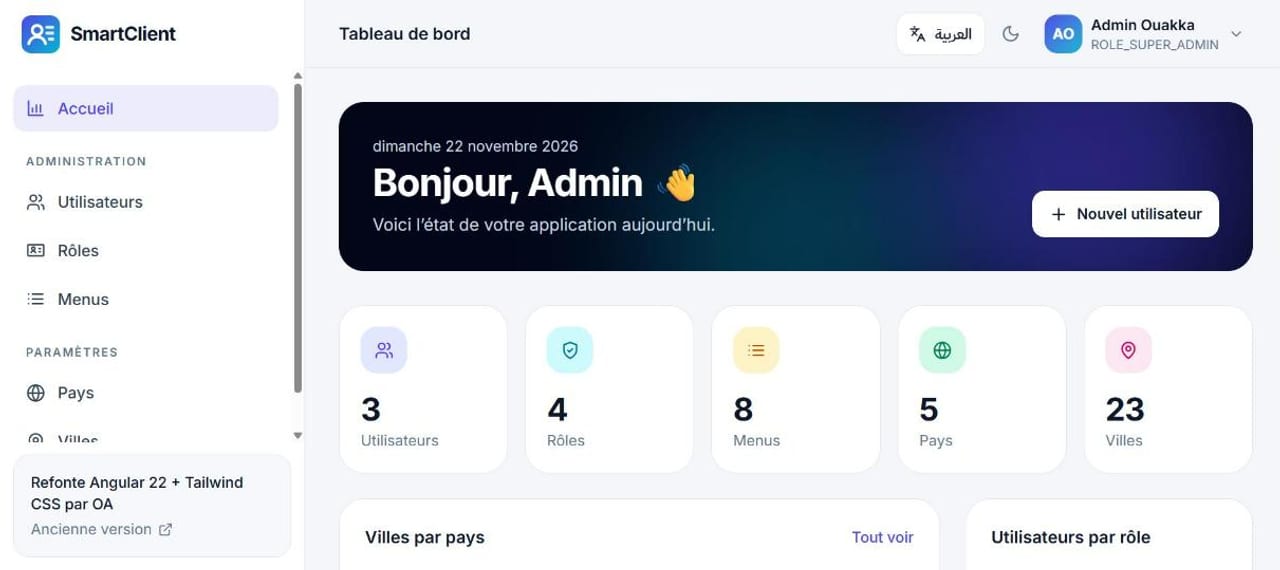 SmartClient
Tableau de bord
العربية
AO
Admin Ouakka
ROLE_SUPER_ADMIN
Accueil
ADMINISTRATION
Utilisateurs
Rôles
Menus
PARAMÈTRES
Pays
Villes
Refonte Angular 22 + Tailwind
CSS par OA
Ancienne version
dimanche 22 novembre 2026
Bonjour, Admin 👋
Voici l’état de votre application aujourd’hui.
Nouvel utilisateur
3
Utilisateurs
4
Rôles
8
Menus
5
Pays
23
Villes
Villes par pays
Tout voir
Utilisateurs par rôle